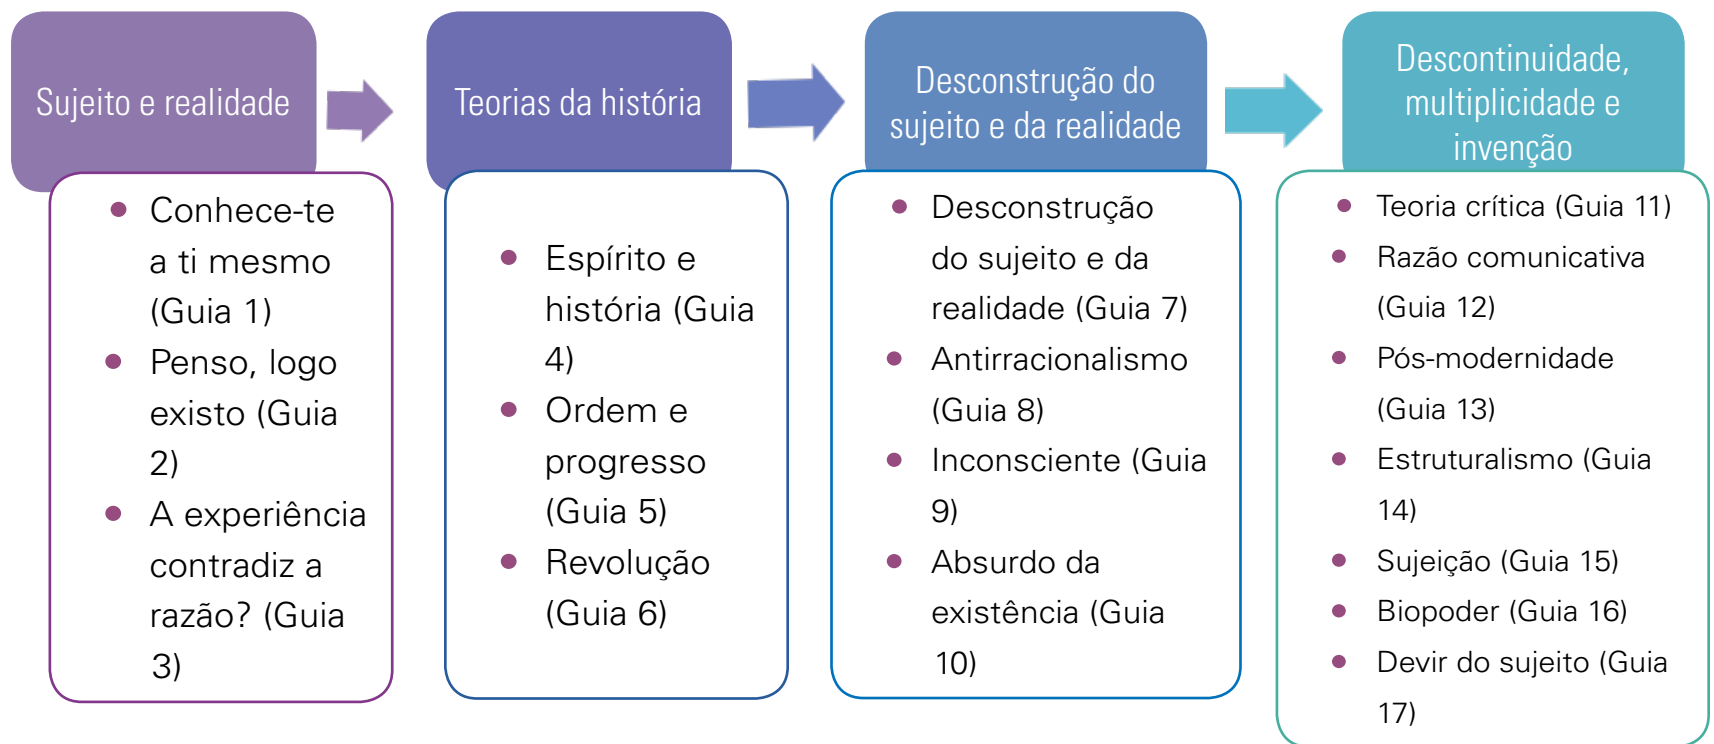 Sujeito e realidade
Conhece-te
a ti mesmo
(Guia 1)
Penso, logo
existo (Guia
2)
A experiência
contradiz a
razão? (Guia
3)
Teorias da história
Espírito e
história (Guia
4)
Ordem e
progresso
(Guia 5)
Revolução
(Guia 6)
Desconstrução do
sujeito e da realidade
Desconstrução
do sujeito e da
realidade (Guia 7)
Antirracionalismo
(Guia 8)
Inconsciente (Guia
9)
Absurdo da
existência (Guia
10)
Descontinuidade,
multiplicidade e
invenção
Teoria crítica (Guia 11)
Razão comunicativa
(Guia 12)
Pós-modernidade
(Guia 13)
Estruturalismo (Guia
14)
Sujeição (Guia 15)
Biopoder (Guia 16)
Devir do sujeito (Guia
17)